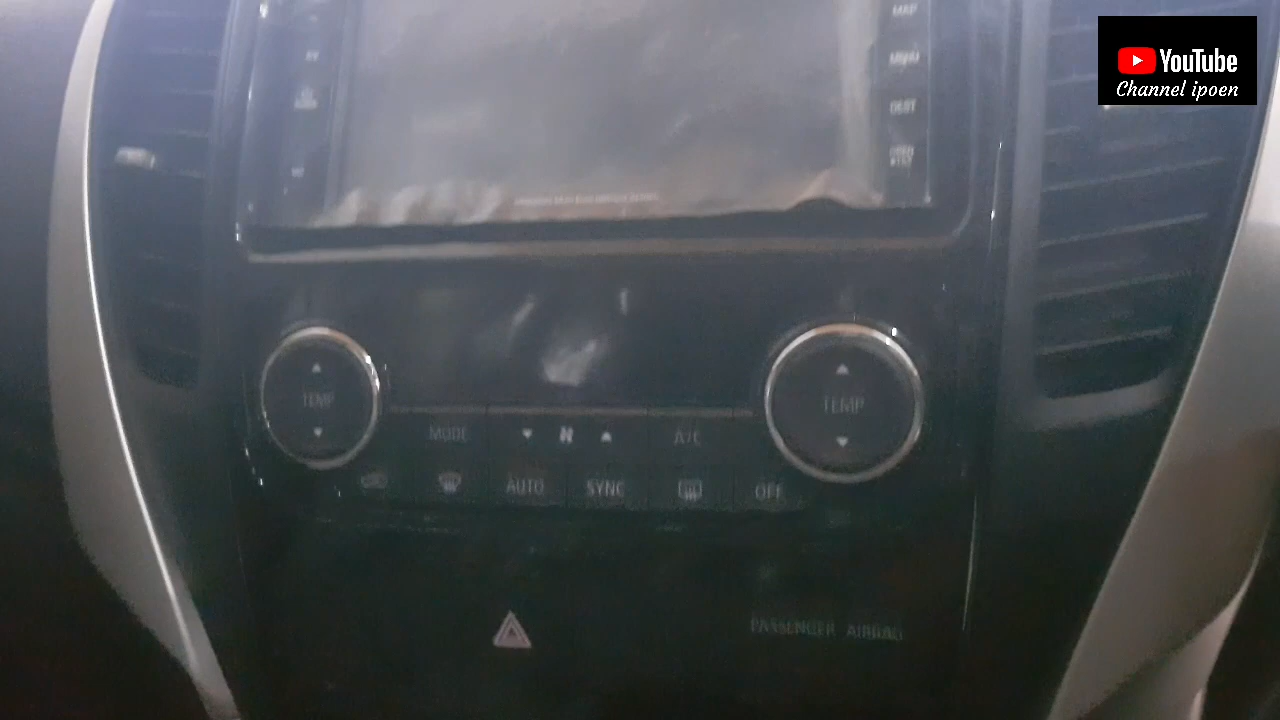 MAP
MENU
DEST
YouTube
Channel ipoen
TEMP
TEMP
MODE
A/C
AUTO
SYNC
OFF
PASSENGER AIRBAG